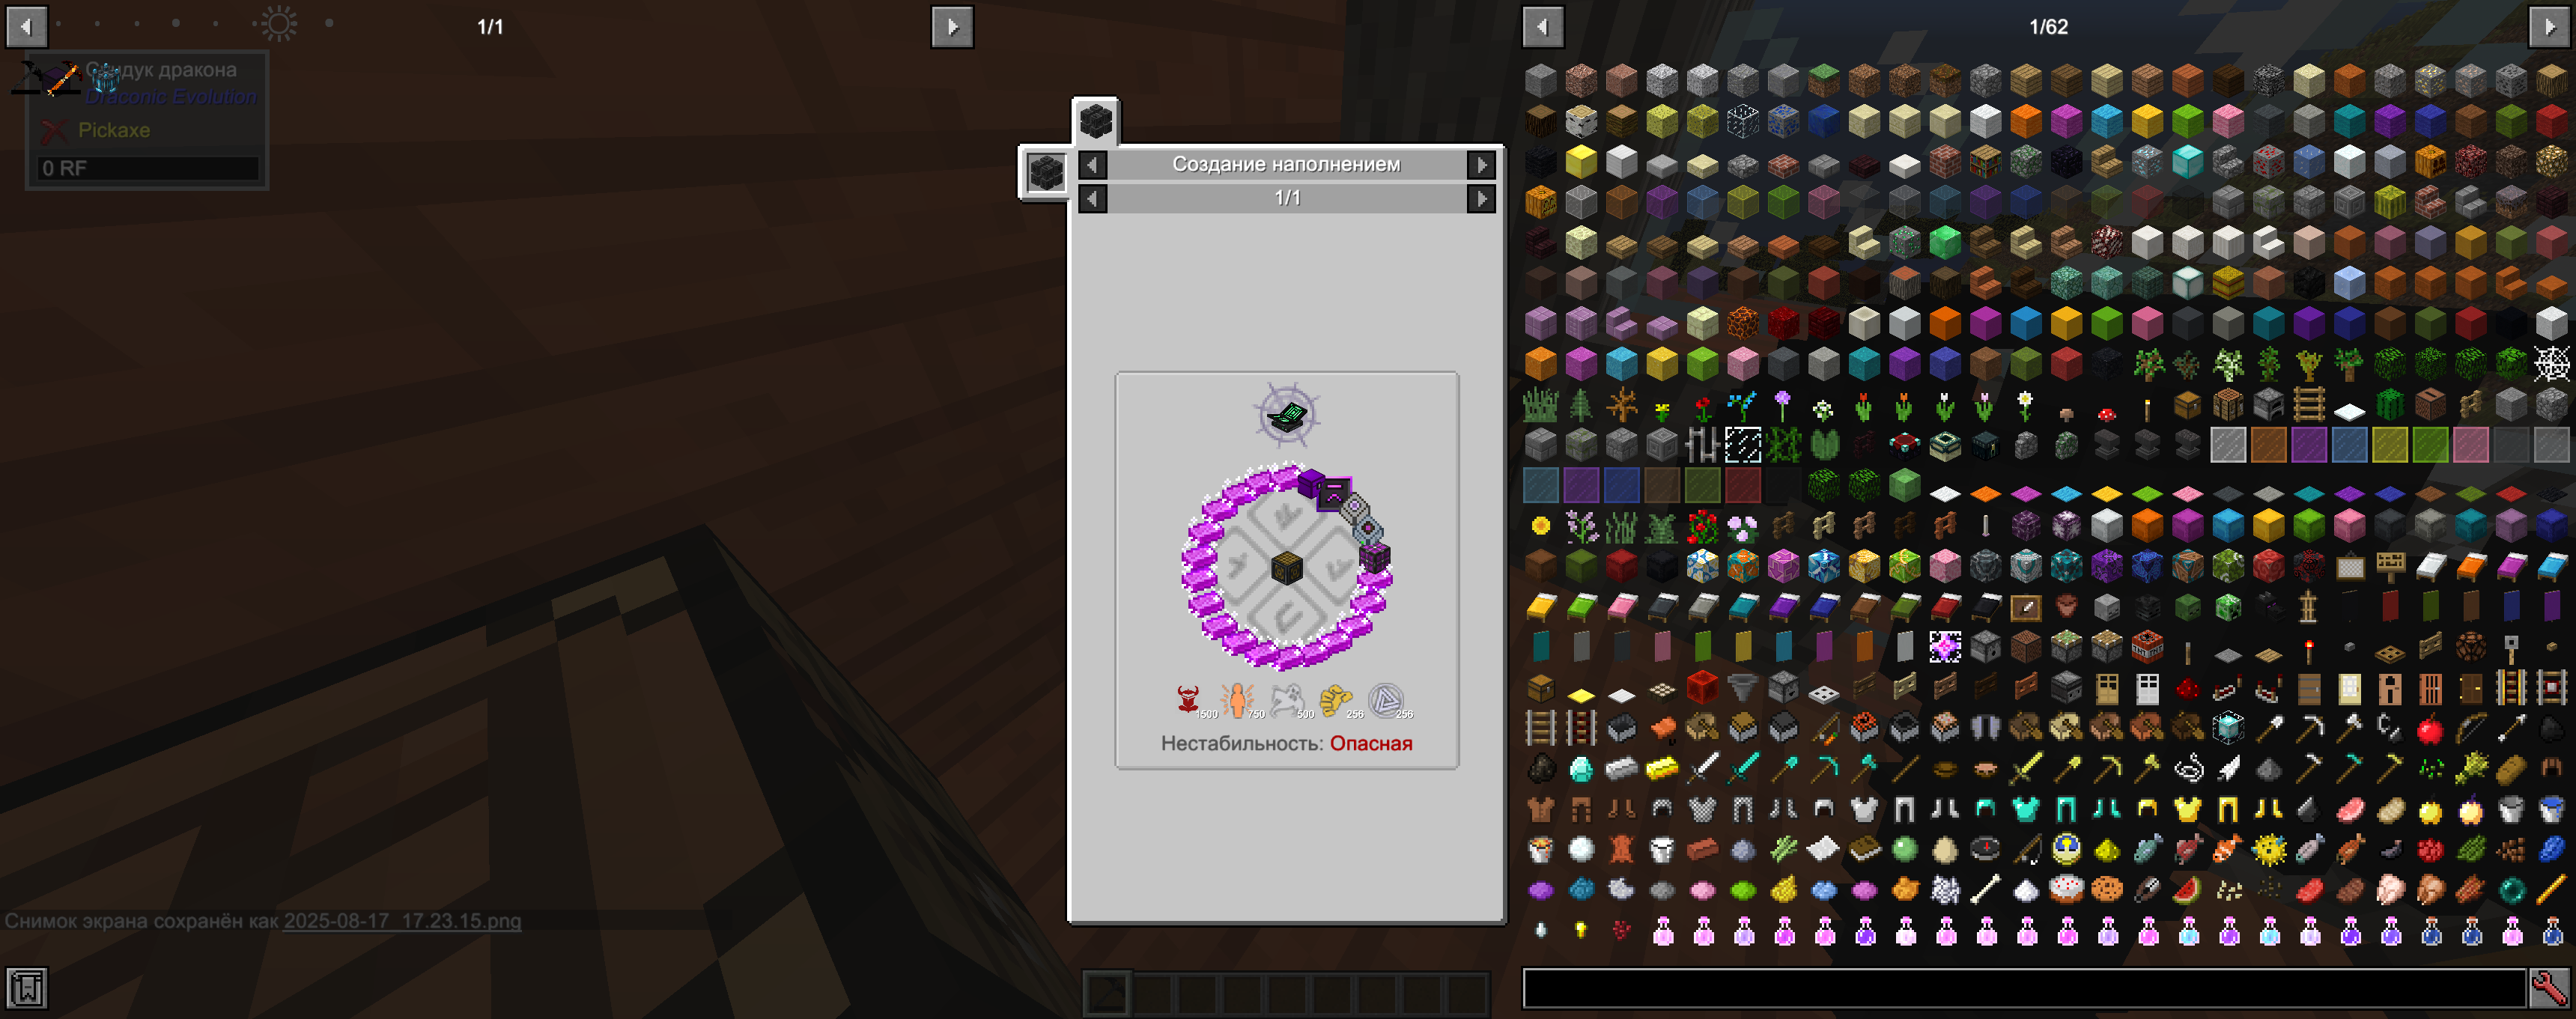 1/1
1/62
Сундук дракона
Draconic Evolution
Pickaxe
0 RF
Создание наполнением
1/1
1500
750
500
256
256
Нестабильность: Опасная
Снимок экрана сохранён как 2025-08-17_17.23.15.png